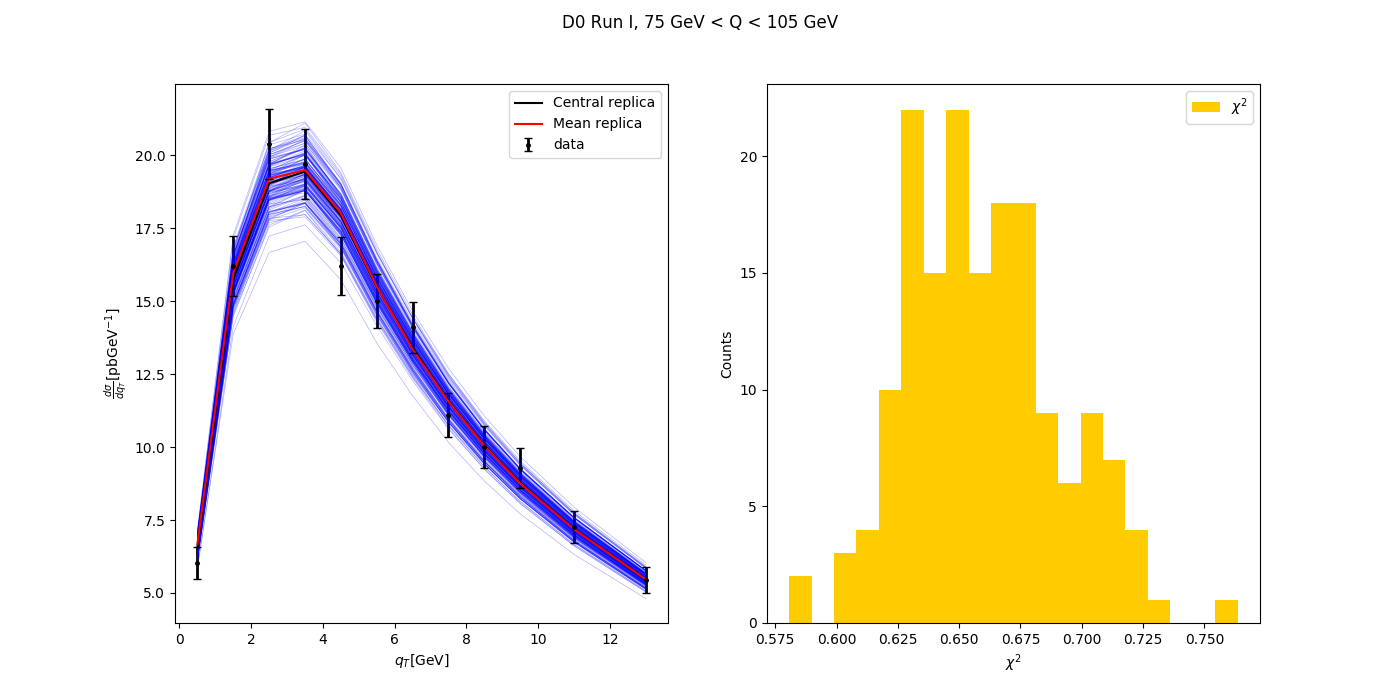 D0 Run I, 75 GeV < Q < 105 GeV
Central replica
Mean replica
data
20.0
17.5
15.0
12.5
10.0
7.5
5.0
dσ/dq_T [pbGeV⁻¹]
0 2 4 6 8 10 12
q_T[GeV]
χ²
20
15
10
5
0
Counts
0.575 0.600 0.625 0.650 0.675 0.700 0.725 0.750
χ²